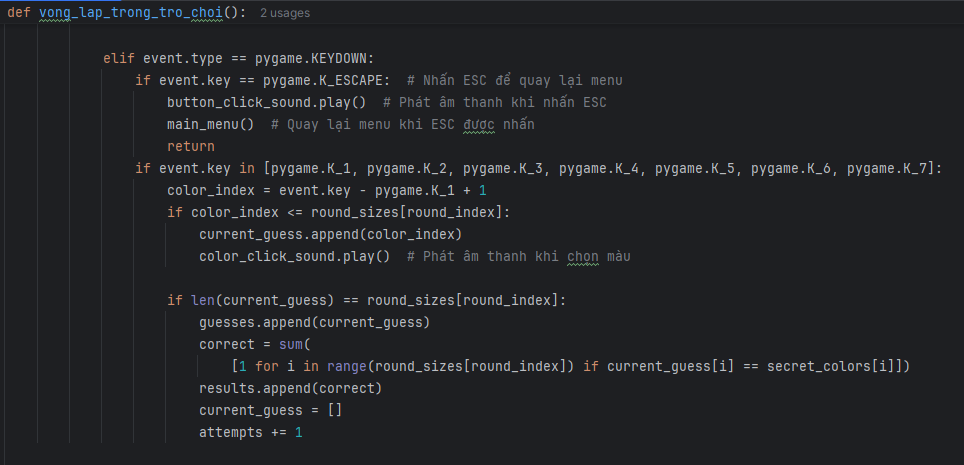 def vong_lap_trong_tro_choi(): 2 usages
elif event.type == pygame.KEYDOWN:
if event.key == pygame.K_ESCAPE:  # Nhấn ESC để quay lại menu
button_click_sound.play()  # Phát âm thanh khi nhấn ESC
main_menu()  # Quay lại menu khi ESC được nhấn
return
if event.key in [pygame.K_1, pygame.K_2, pygame.K_3, pygame.K_4, pygame.K_5, pygame.K_6, pygame.K_7]:
color_index = event.key - pygame.K_1 + 1
if color_index <= round_sizes[round_index]:
current_guess.append(color_index)
color_click_sound.play()  # Phát âm thanh khi chọn màu
if len(current_guess) == round_sizes[round_index]:
guesses.append(current_guess)
correct = sum(
[1 for i in range(round_sizes[round_index]) if current_guess[i] == secret_colors[i]])
results.append(correct)
current_guess = []
attempts += 1